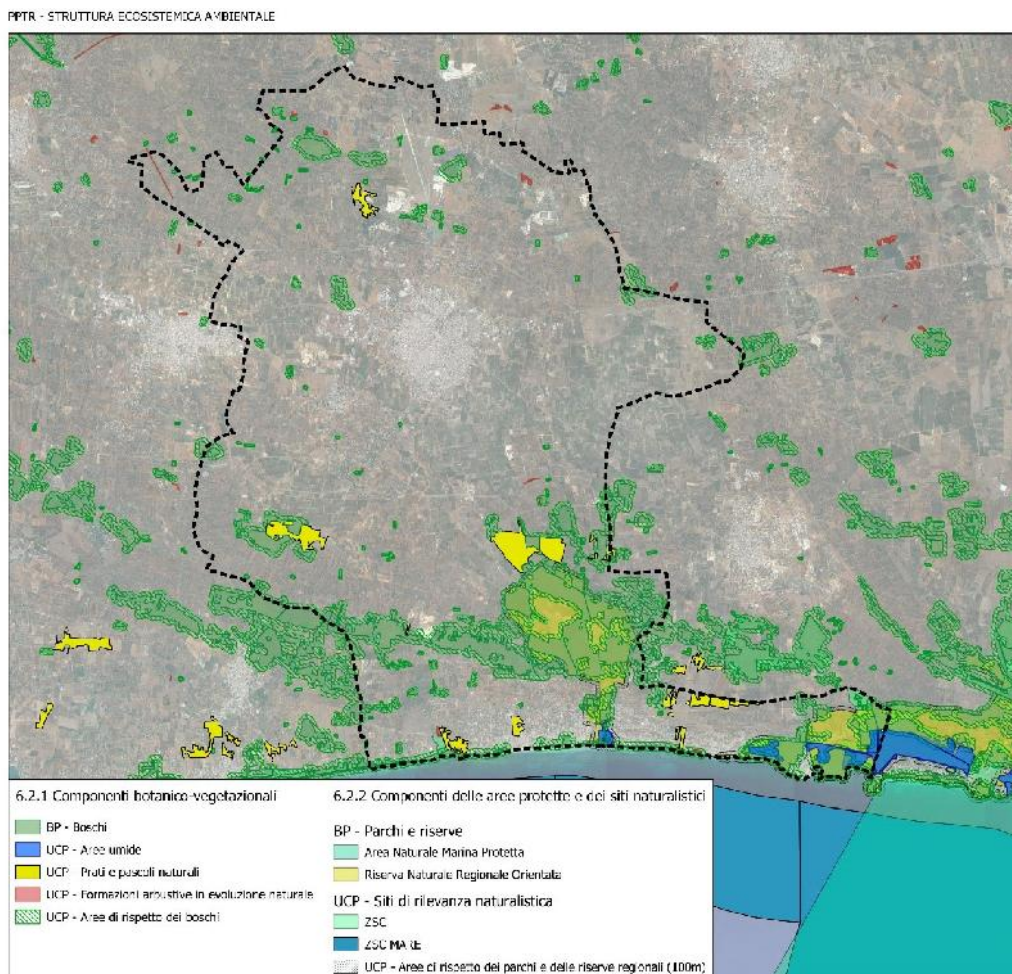 PPTR - STRUTTURA ECOSISTEMICA AMBIENTALE
6.2.1 Componenti botanico-vegetazionali
BP - Boschi
UCP - Aree umide
UCP - Prati e pascoli naturali
UCP - Formazioni arbustive in evoluzione naturale
UCP - Aree di rispetto dei boschi
6.2.2 Componenti delle aree protette e dei siti naturalistici
BP - Parchi e riserve
Area Naturale Marina Protetta
Riserva Naturale Regionale Orientata
UCP - Siti di rilevanza naturalistica
ZSC
ZSC MARE
UCP - Aree di rispetto dei parchi e delle riserve regionali (100m)